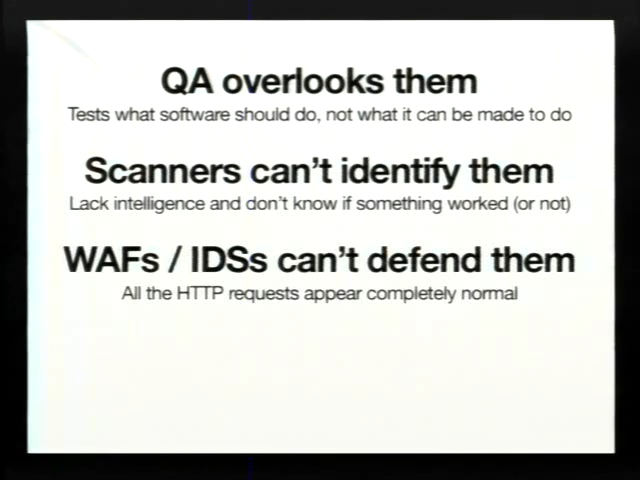 QA overlooks them
Tests what software should do, not what it can be made to do
Scanners can't identify them
Lack intelligence and don't know if something worked (or not)
WAFs / IDSs can't defend them
All the HTTP requests appear completely normal